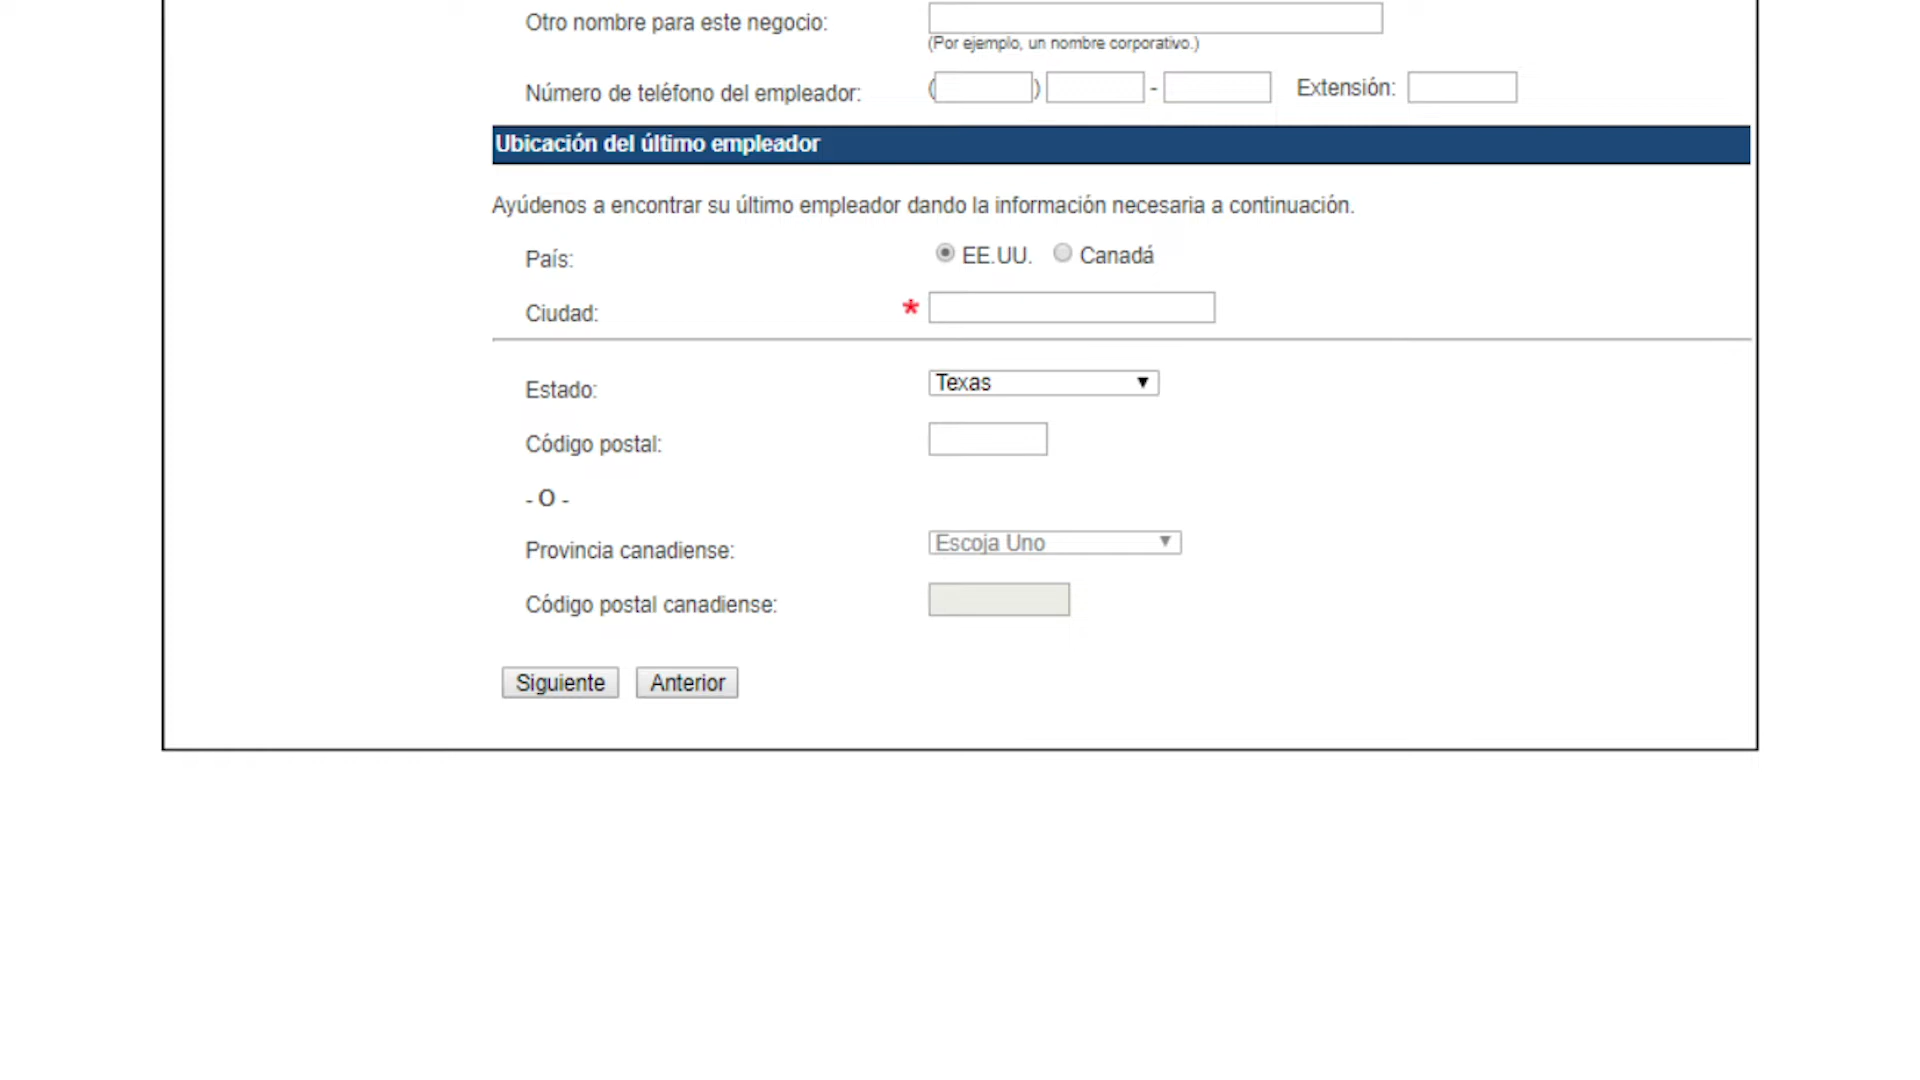 Otro nombre para este negocio:
(Por ejemplo, un nombre corporativo.)
Número de teléfono del empleador: ( ) - Extensión:
Ubicación del último empleador
Ayúdenos a encontrar su último empleador dando la información necesaria a continuación.
País: EE.UU. Canadá
Ciudad: *
Estado: Texas
Código postal:
- O -
Provincia canadiense: Escoja Uno
Código postal canadiense:
Siguiente Anterior